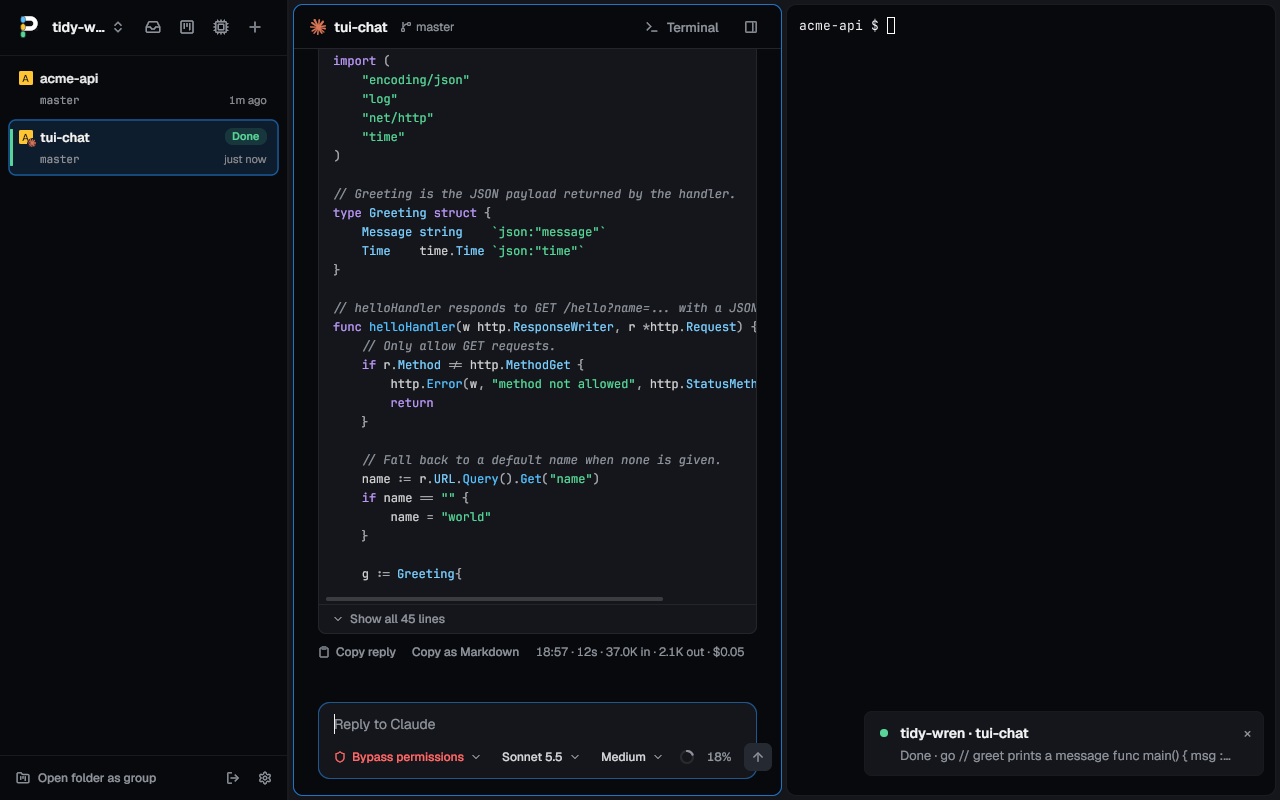 tidy-w...
A acme-api
master 1m ago
A tui-chat Done
master just now
Open folder as group
tui-chat master Terminal
import (
"encoding/json"
"log"
"net/http"
"time"
)
// Greeting is the JSON payload returned by the handler.
type Greeting struct {
Message string `json:"message"`
Time time.Time `json:"time"`
}
// helloHandler responds to GET /hello?name=... with a JSON
func helloHandler(w http.ResponseWriter, r *http.Request) {
// Only allow GET requests.
if r.Method != http.MethodGet {
http.Error(w, "method not allowed", http.StatusMeth
return
}
// Fall back to a default name when none is given.
name := r.URL.Query().Get("name")
if name == "" {
name = "world"
}
g := Greeting{
Show all 45 lines
Copy reply Copy as Markdown 18:57 · 12s · 37.0K in · 2.1K out · $0.05
Reply to Claude
Bypass permissions Sonnet 5.5 Medium 18%
acme-api $
tidy-wren · tui-chat ×
Done · go // greet prints a message func main() { msg :...